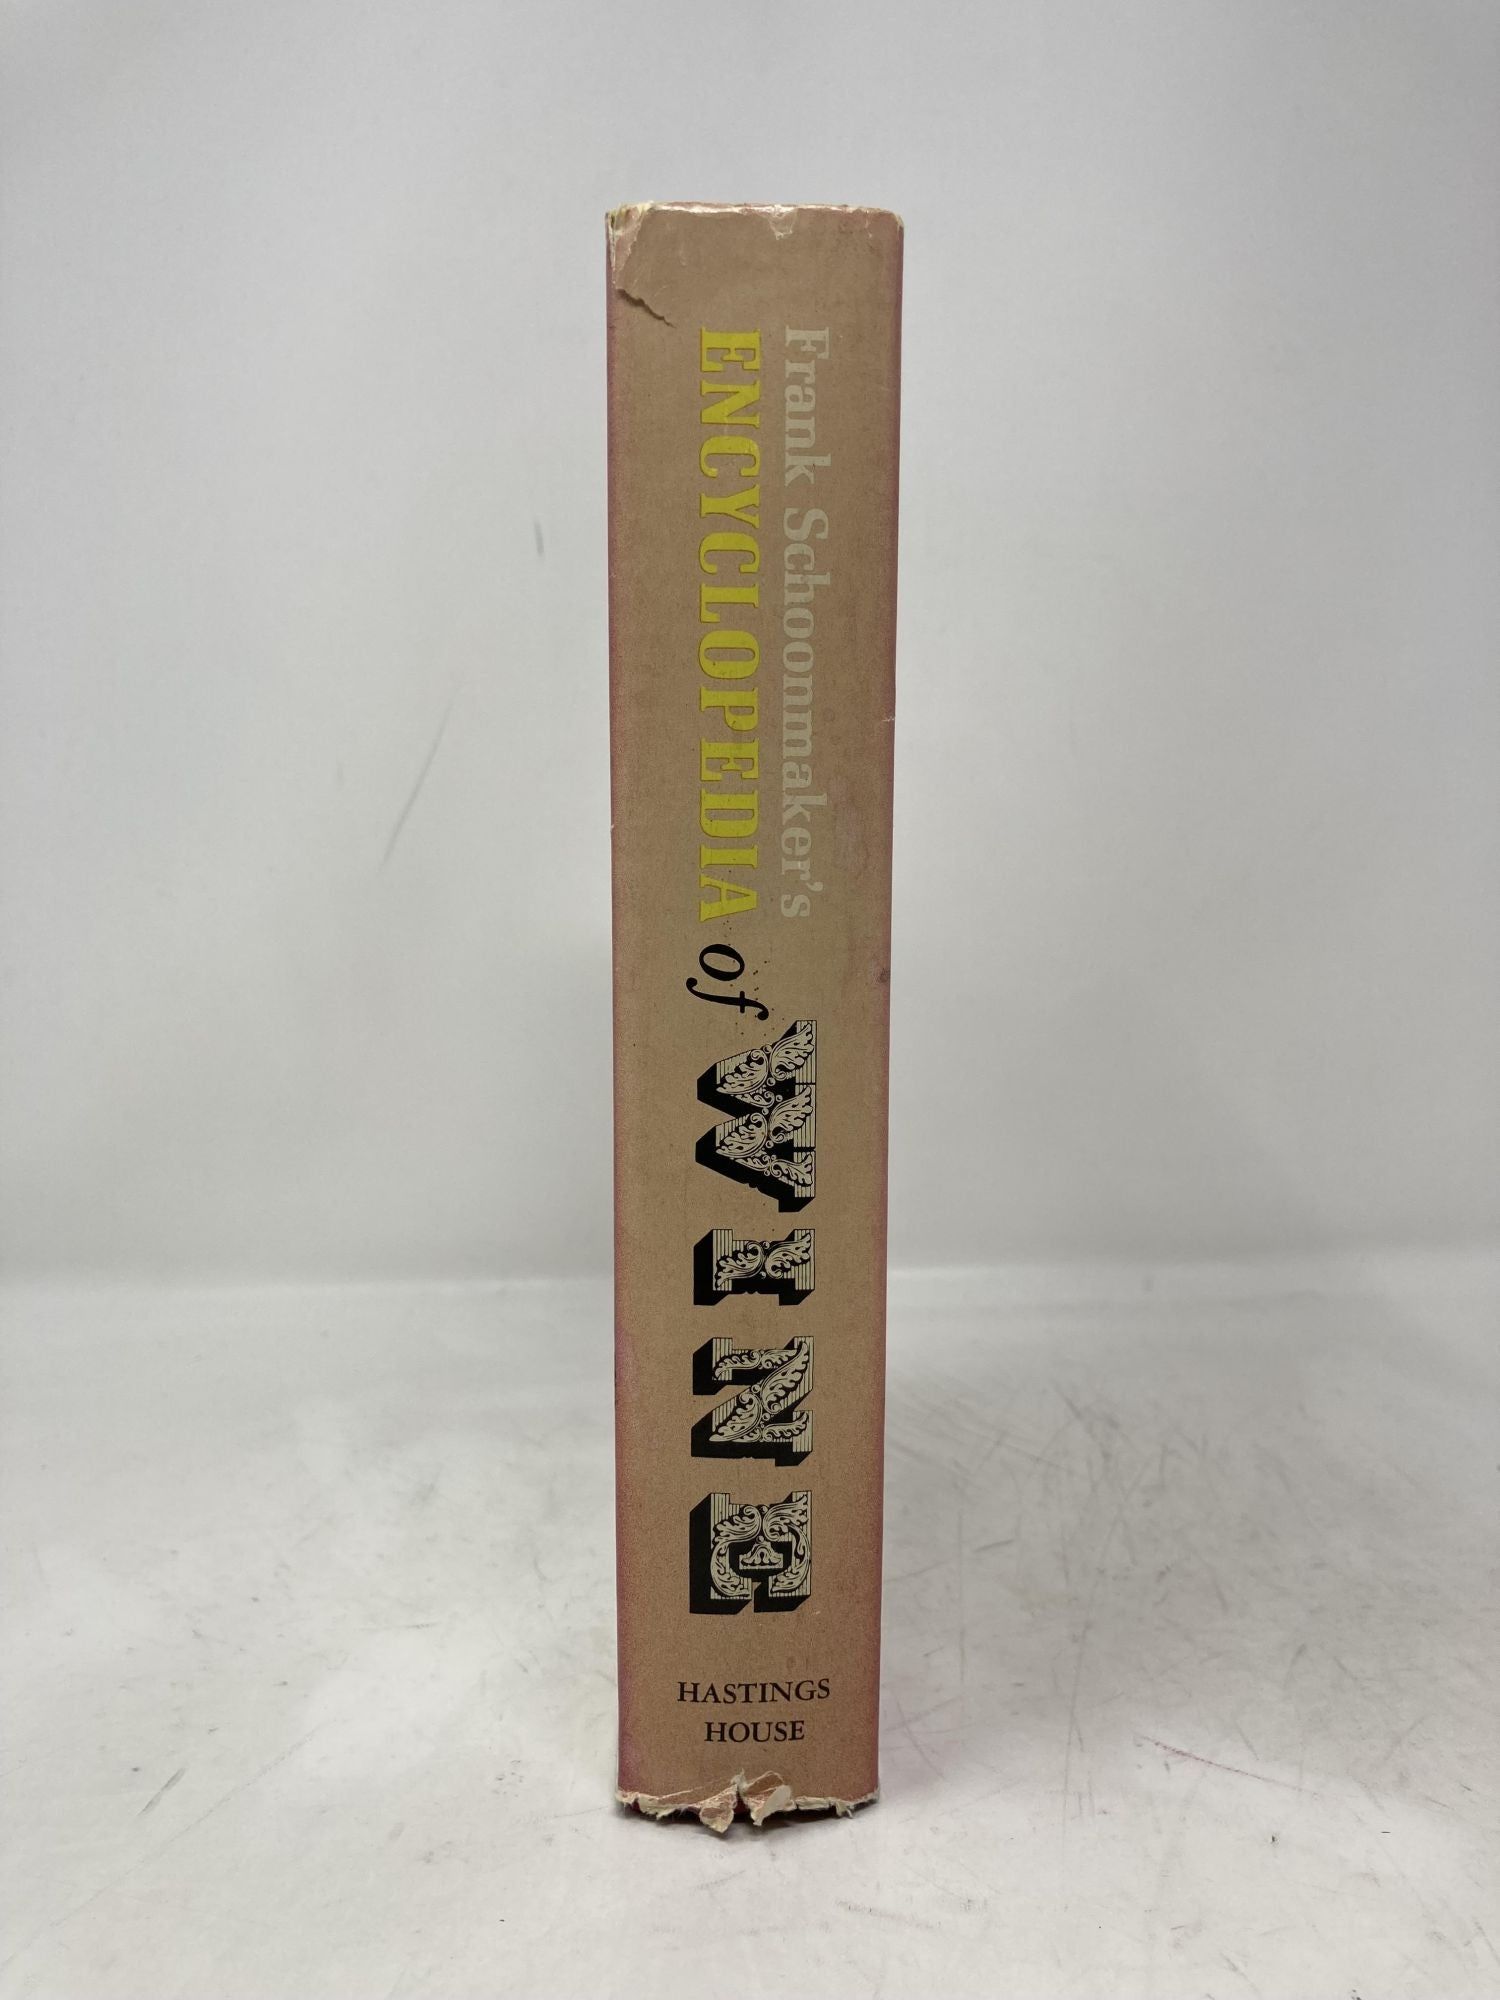 Frank Schoonmaker's
ENCYCLOPEDIA of WINE
HASTINGS
HOUSE